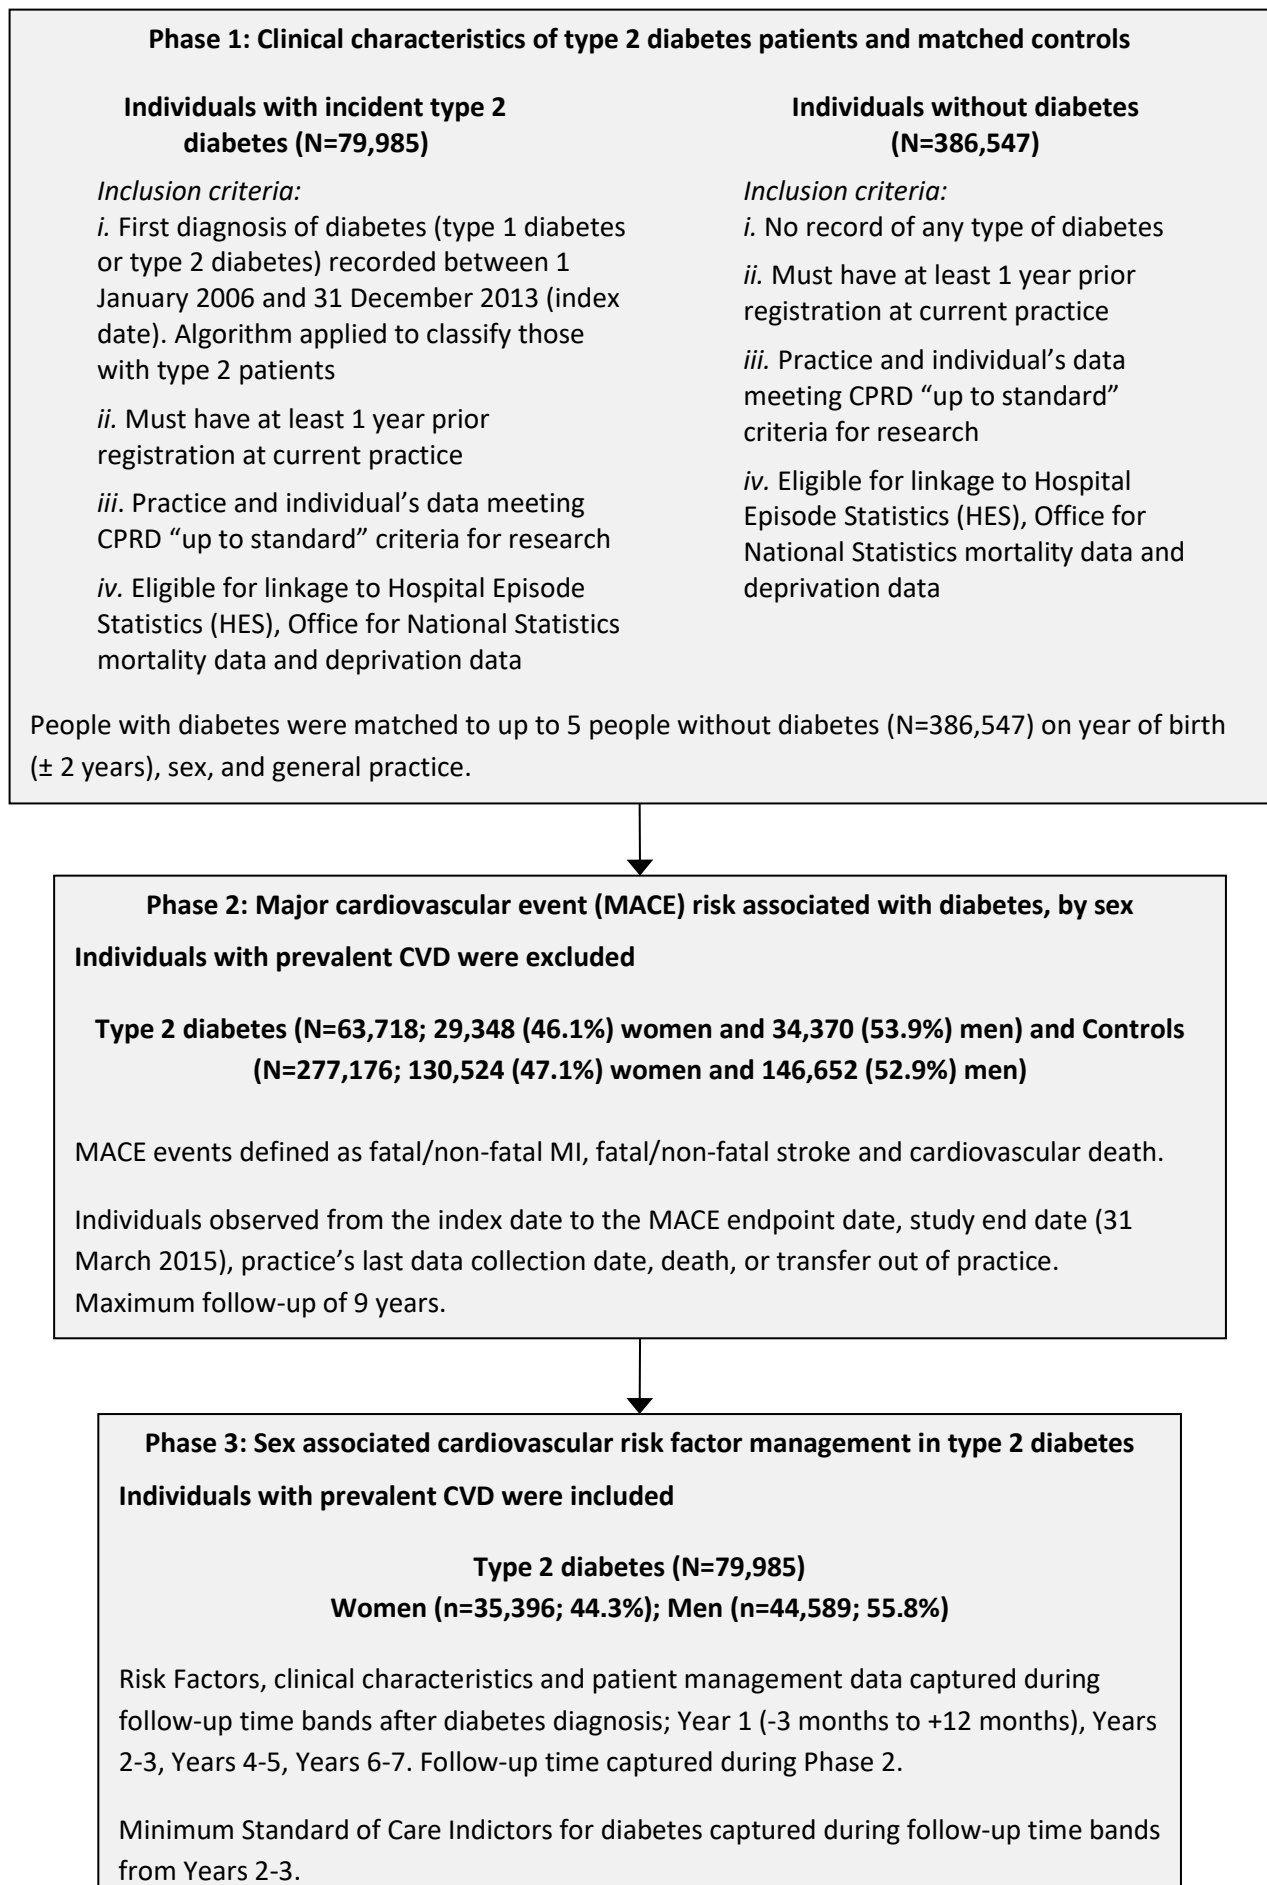 Phase 1: Clinical characteristics of type 2 diabetes patients and matched controls
Individuals with incident type 2
diabetes (N=79,985)
Inclusion criteria:
i. First diagnosis of diabetes (type 1 diabetes
or type 2 diabetes) recorded between 1
January 2006 and 31 December 2013 (index
date). Algorithm applied to classify those
with type 2 patients
ii. Must have at least 1 year prior
registration at current practice
iii. Practice and individual’s data meeting
CPRD “up to standard” criteria for research
iv. Eligible for linkage to Hospital Episode
Statistics (HES), Office for National Statistics
mortality data and deprivation data
Individuals without diabetes
(N=386,547)
Inclusion criteria:
i. No record of any type of diabetes
ii. Must have at least 1 year prior
registration at current practice
iii. Practice and individual’s data
meeting CPRD “up to standard”
criteria for research
iv. Eligible for linkage to Hospital
Episode Statistics (HES), Office for
National Statistics mortality data and
deprivation data
People with diabetes were matched to up to 5 people without diabetes (N=386,547) on year of birth
(± 2 years), sex, and general practice.
Phase 2: Major cardiovascular event (MACE) risk associated with diabetes, by sex
Individuals with prevalent CVD were excluded
Type 2 diabetes (N=63,718; 29,348 (46.1%) women and 34,370 (53.9%) men) and Controls
(N=277,176; 130,524 (47.1%) women and 146,652 (52.9%) men)
MACE events defined as fatal/non-fatal MI, fatal/non-fatal stroke and cardiovascular death.
Individuals observed from the index date to the MACE endpoint date, study end date (31
March 2015), practice’s last data collection date, death, or transfer out of practice.
Maximum follow-up of 9 years.
Phase 3: Sex associated cardiovascular risk factor management in type 2 diabetes
Individuals with prevalent CVD were included
Type 2 diabetes (N=79,985)
Women (n=35,396; 44.3%); Men (n=44,589; 55.8%)
Risk Factors, clinical characteristics and patient management data captured during
follow-up time bands after diabetes diagnosis; Year 1 (-3 months to +12 months), Years
2-3, Years 4-5, Years 6-7. Follow-up time captured during Phase 2.
Minimum Standard of Care Indictors for diabetes captured during follow-up time bands
from Years 2-3.